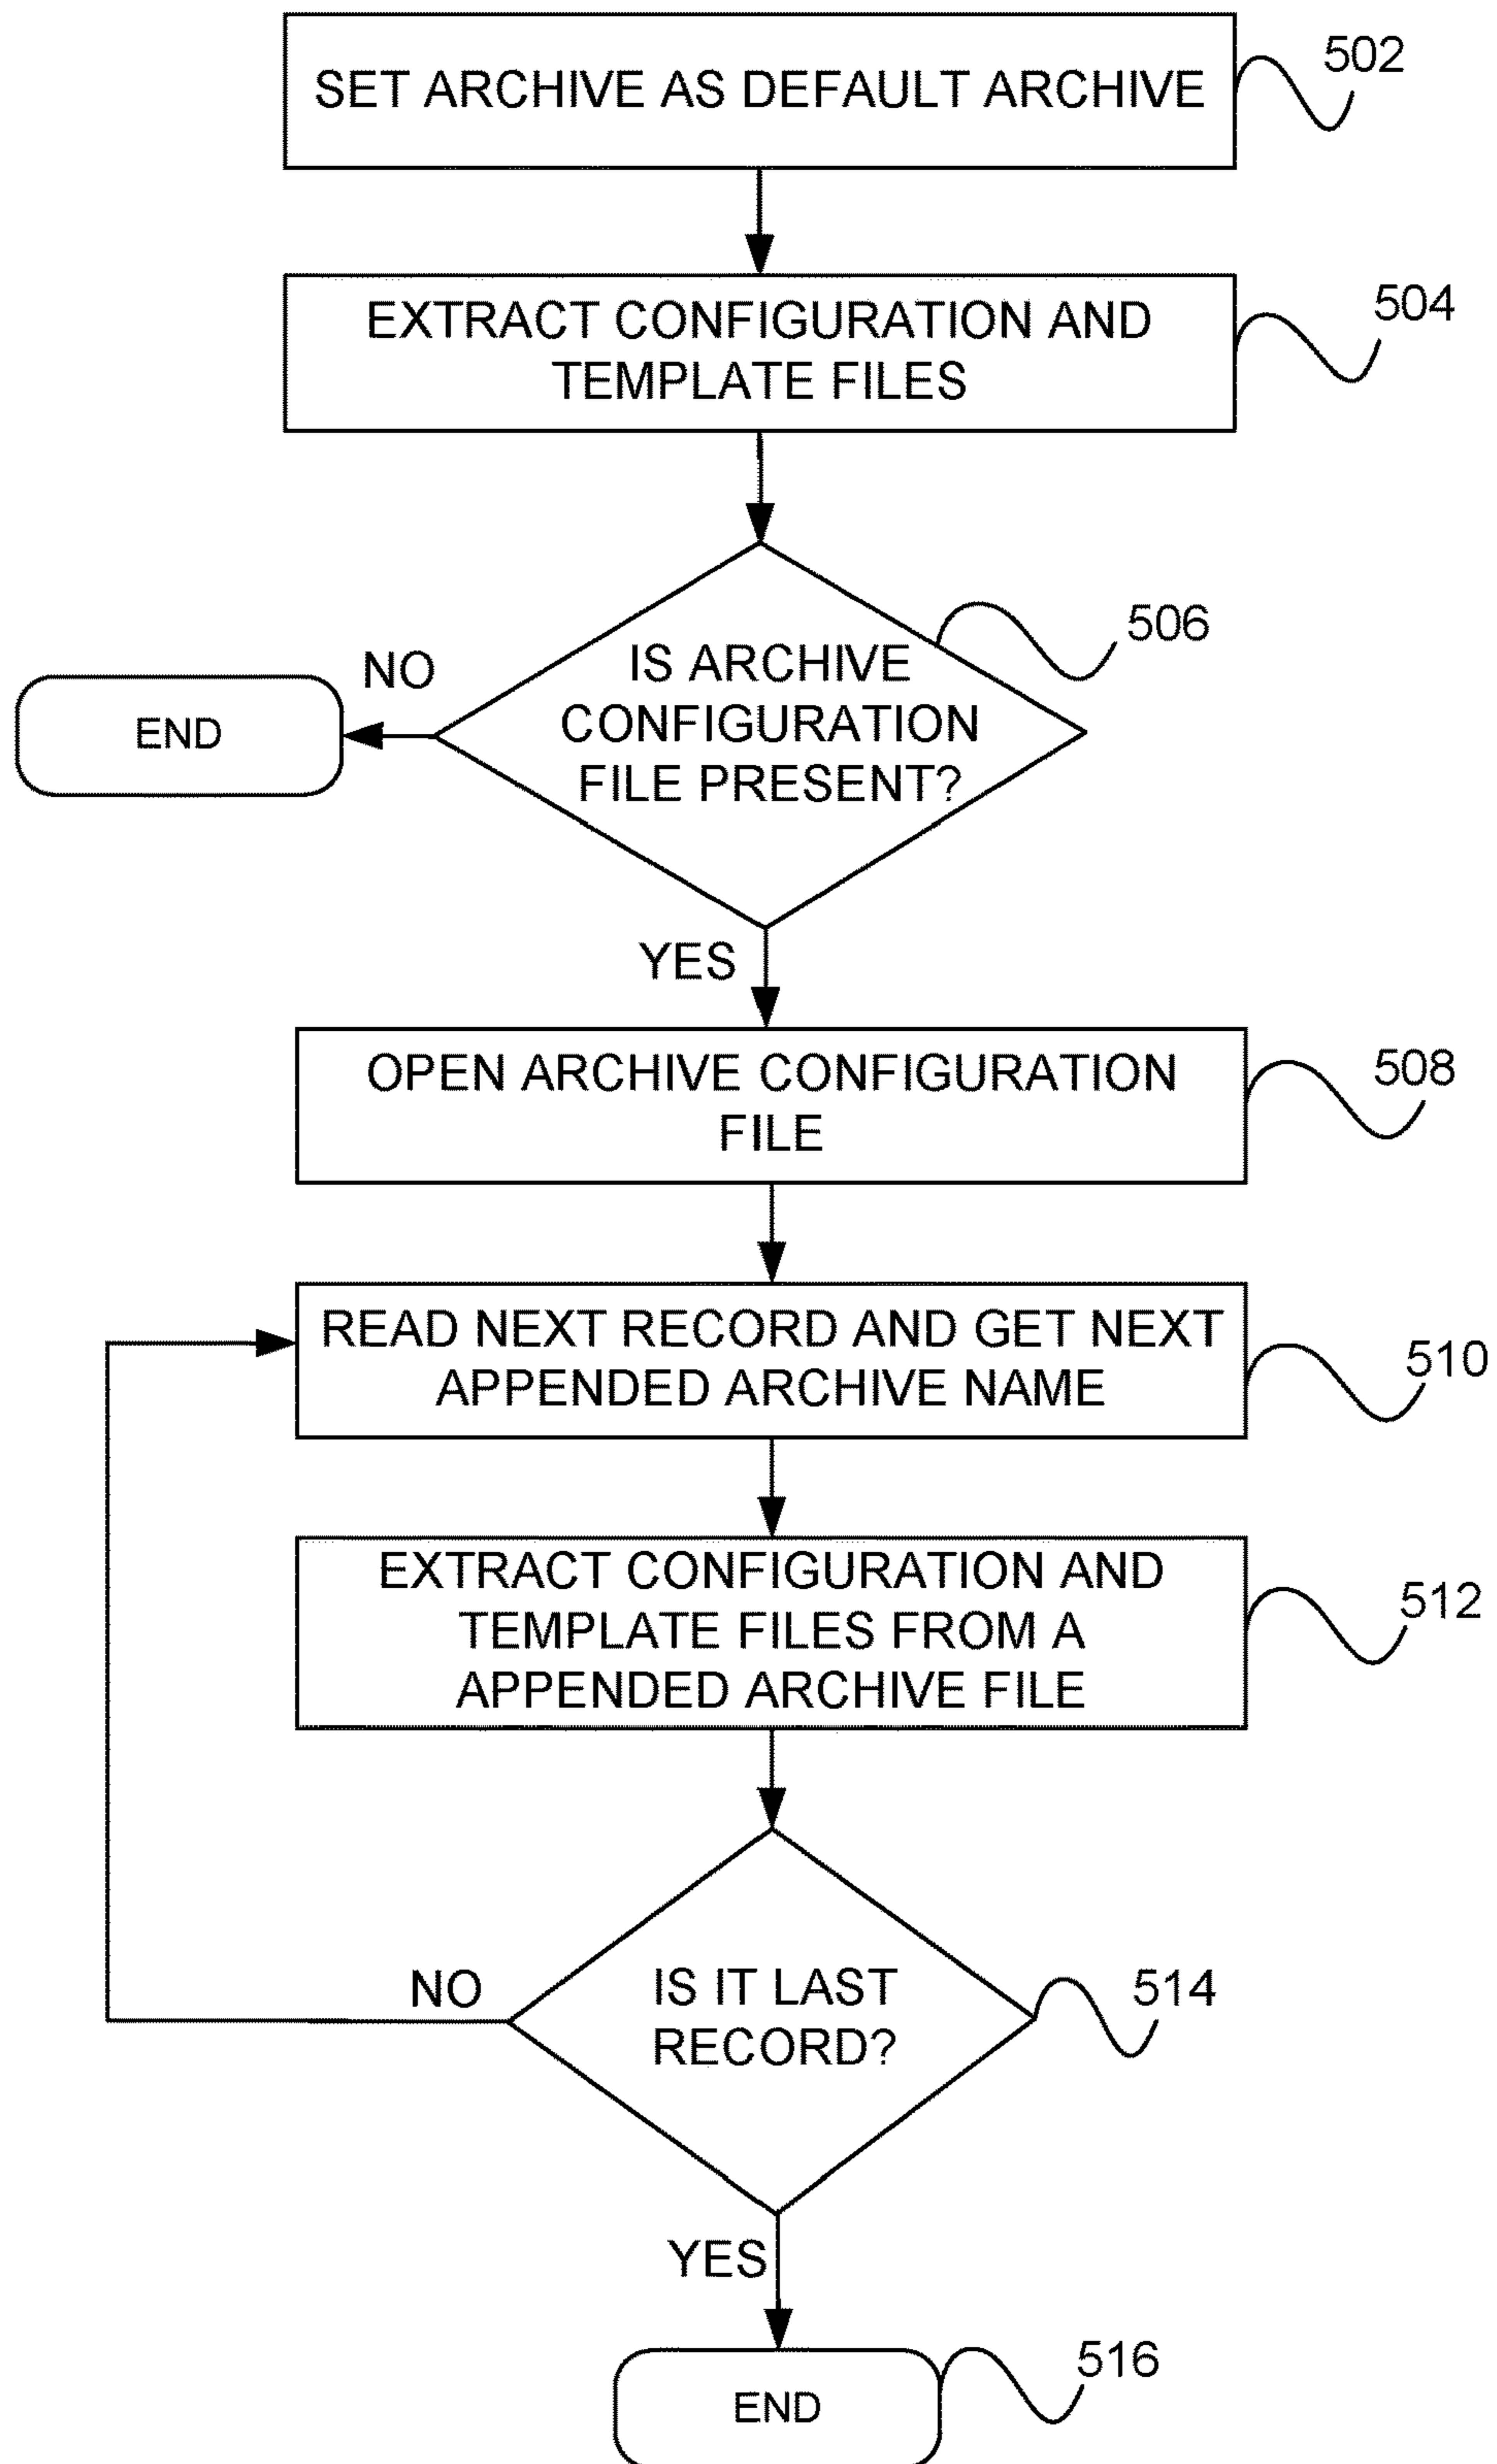 SET ARCHIVE AS DEFAULT ARCHIVE
502
EXTRACT CONFIGURATION AND
TEMPLATE FILES
504
IS ARCHIVE
CONFIGURATION
FILE PRESENT?
506
NO
END
YES
OPEN ARCHIVE CONFIGURATION
FILE
508
READ NEXT RECORD AND GET NEXT
APPENDED ARCHIVE NAME
510
EXTRACT CONFIGURATION AND
TEMPLATE FILES FROM A
APPENDED ARCHIVE FILE
512
IS IT LAST
RECORD?
514
NO
YES
END
516